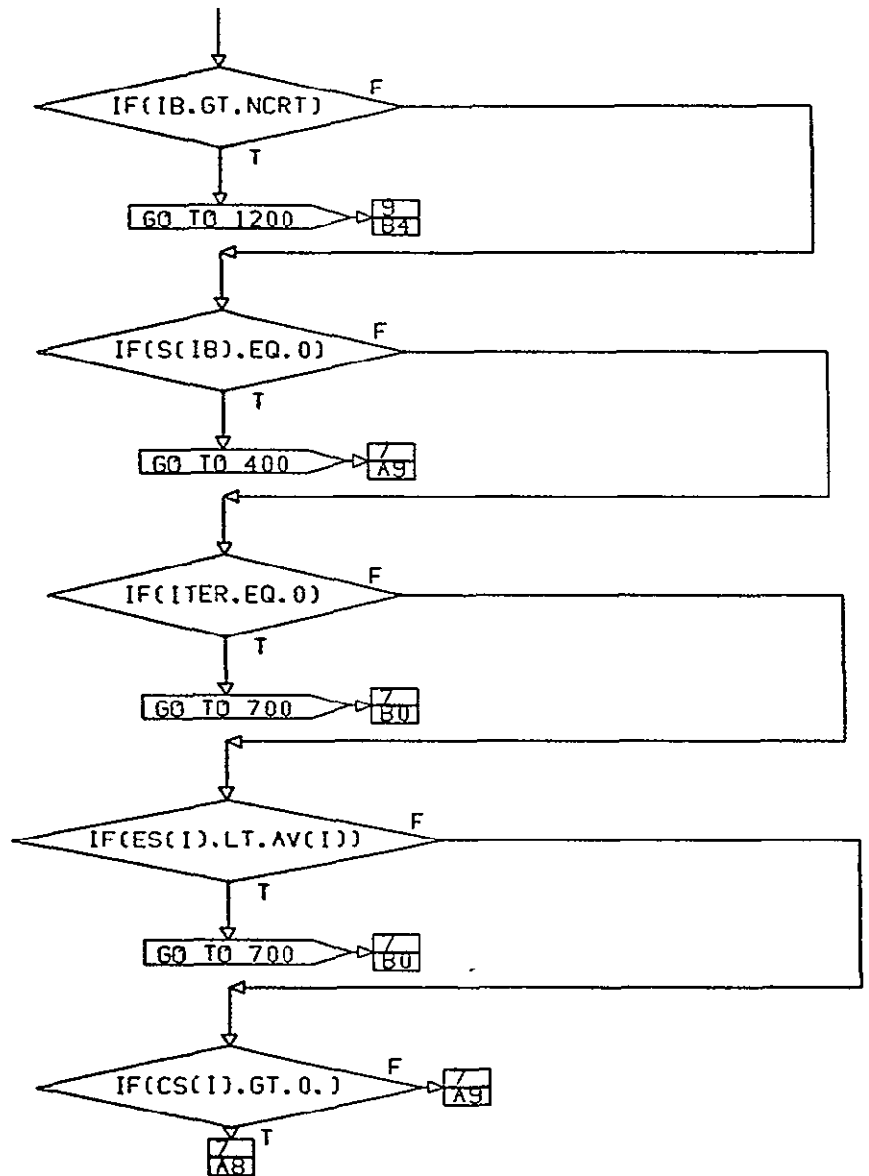 F
IF(IB.GT.NCRT)
T
GO TO 1200
9
B4
F
IF(S(IB).EQ.0)
T
GO TO 400
7
A9
F
IF(ITER.EQ.0)
T
GO TO 700
7
B0
F
IF(ES(I).LT.AV(I))
T
GO TO 700
7
B0
F
IF(CS(I).GT.0.)
7
A9
T
7
A8